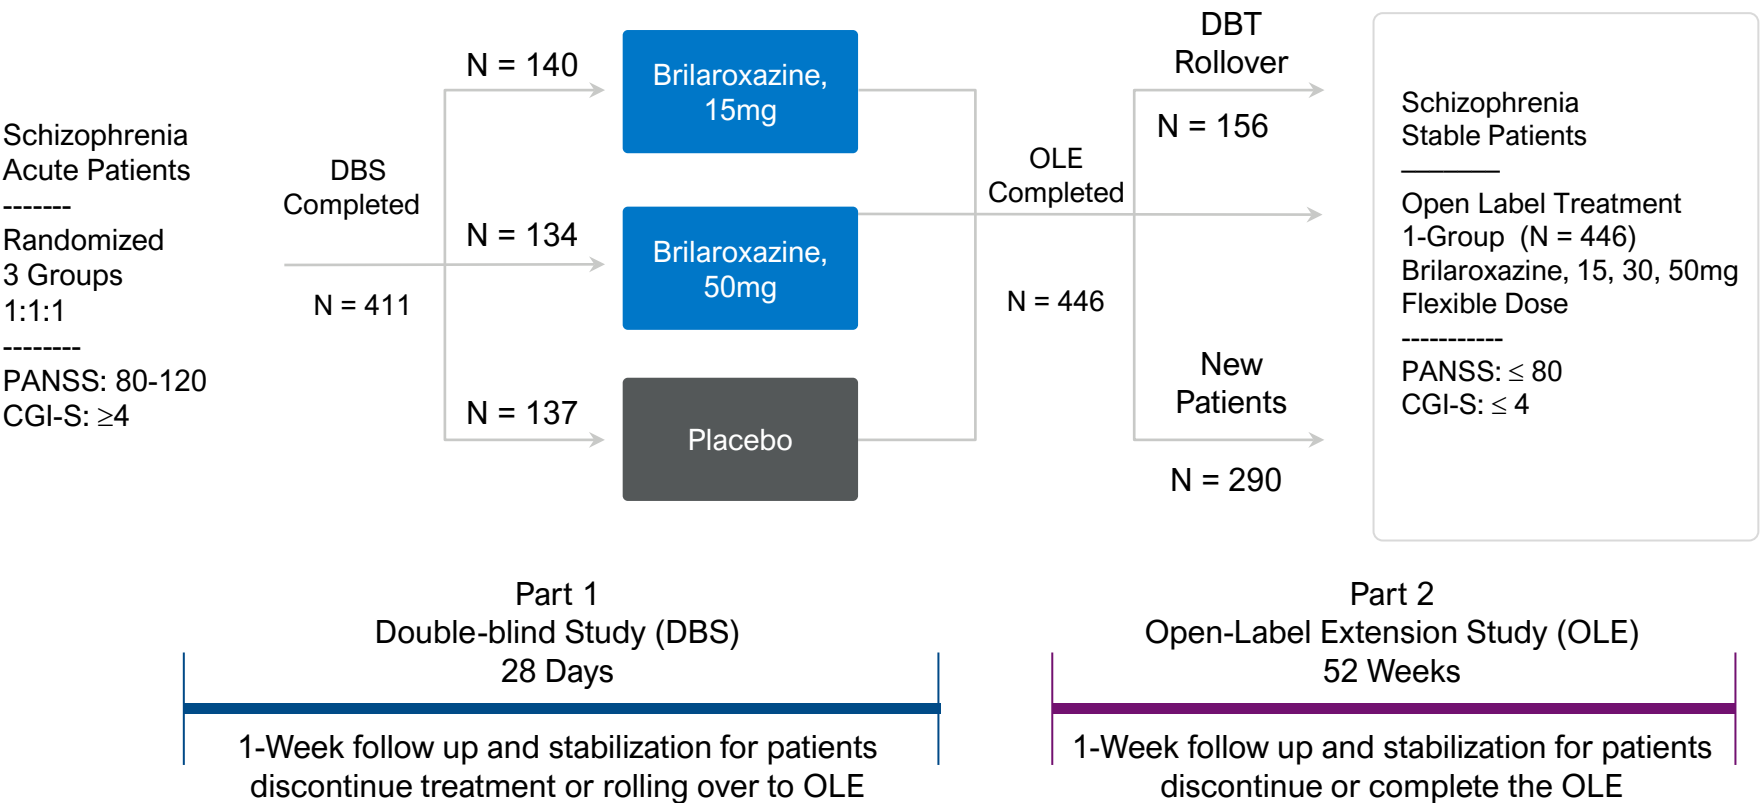 Schizophrenia
Acute Patients
-------
Randomized
3 Groups
1:1:1
--------
PANSS: 80-120
CGI-S: ≥4
DBS
Completed
N = 411
N = 140
N = 134
N = 137
Brilaroxazine,
15mg
Brilaroxazine,
50mg
Placebo
OLE
Completed
N = 446
DBT
Rollover
N = 156
New
Patients
N = 290
Schizophrenia
Stable Patients
Open Label Treatment
1-Group (N = 446)
Brilaroxazine, 15, 30, 50mg
Flexible Dose
-----------
PANSS: ≤ 80
CGI-S: ≤ 4
Part 1
Double-blind Study (DBS)
28 Days
1-Week follow up and stabilization for patients
discontinue treatment or rolling over to OLE
Part 2
Open-Label Extension Study (OLE)
52 Weeks
1-Week follow up and stabilization for patients
discontinue or complete the OLE